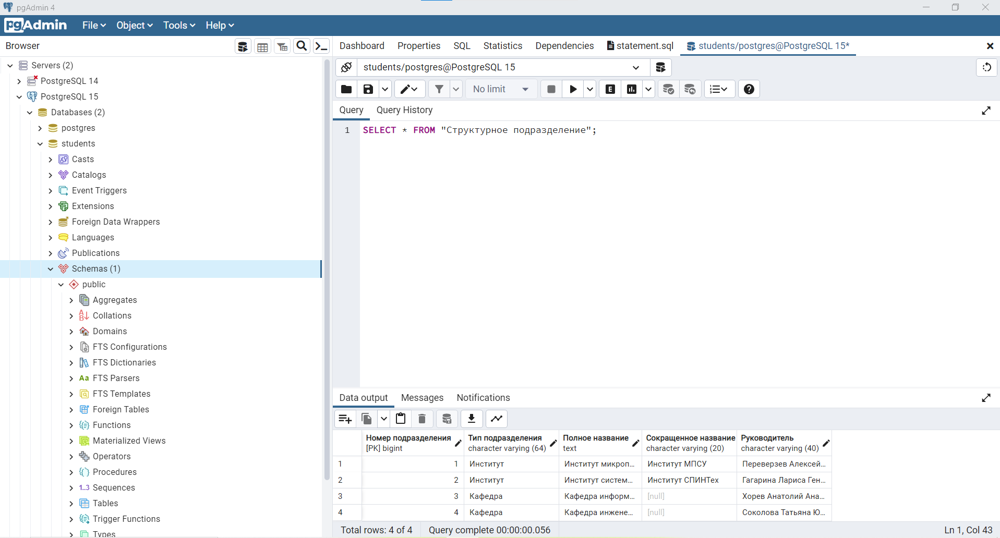 pgAdmin 4
pgAdmin File Object Tools Help
Browser
Servers (2)
PostgreSQL 14
PostgreSQL 15
Databases (2)
postgres
students
Casts
Catalogs
Event Triggers
Extensions
Foreign Data Wrappers
Languages
Publications
Schemas (1)
public
Aggregates
Collations
Domains
FTS Configurations
FTS Dictionaries
Aa FTS Parsers
FTS Templates
Foreign Tables
Functions
Materialized Views
Operators
Procedures
1..3 Sequences
Tables
Trigger Functions
Types
Dashboard Properties SQL Statistics Dependencies statement.sql students/postgres@PostgreSQL 15*
students/postgres@PostgreSQL 15
No limit E
Query Query History
1 SELECT * FROM "Структурное подразделение";
Data output Messages Notifications
Номер подразделения Тип подразделения Полное название Сокращенное название Руководитель
[PK] bigint character varying (64) text character varying (20) character varying (40)
1 1 Институт Институт микроп... Институт МПСУ Переверзев Алексей...
2 2 Институт Институт систем... Институт СПИНТех Гагарина Лариса Ген...
3 3 Кафедра Кафедра информ... [null] Хорев Анатолий Ана...
4 4 Кафедра Кафедра инжене... [null] Соколова Татьяна Ю...
Total rows: 4 of 4 Query complete 00:00:00.056 Ln 1, Col 43